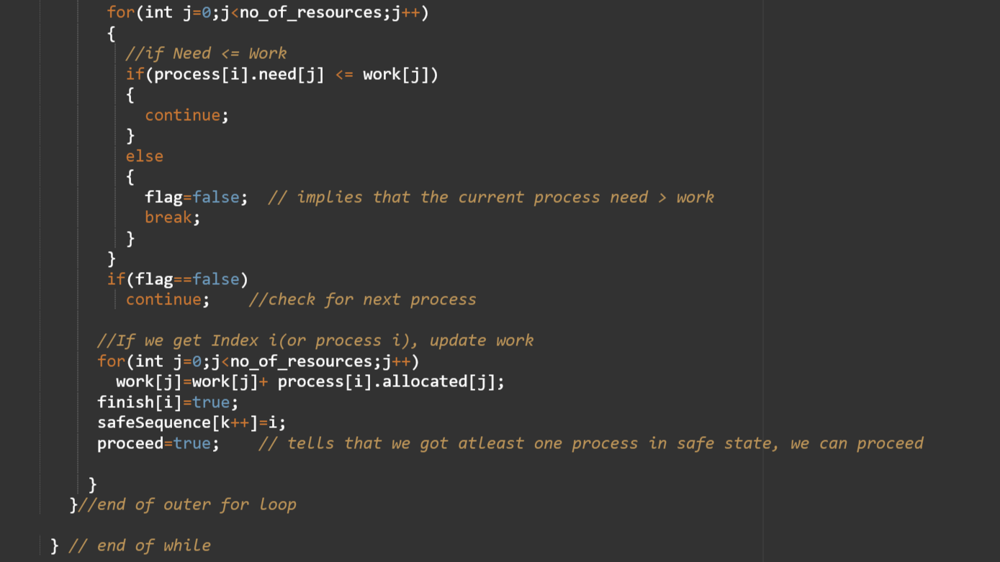 for(int j=0;j<no_of_resources;j++)
{
//if Need <= Work
if(process[i].need[j] <= work[j])
{
continue;
}
else
{
flag=false;  // implies that the current process need > work
break;
}
}
if(flag==false)
continue;    //check for next process
//If we get Index i(or process i), update work
for(int j=0;j<no_of_resources;j++)
work[j]=work[j]+ process[i].allocated[j];
finish[i]=true;
safeSequence[k++]=i;
proceed=true;    // tells that we got atleast one process in safe state, we can proceed
}
}//end of outer for loop
} // end of while